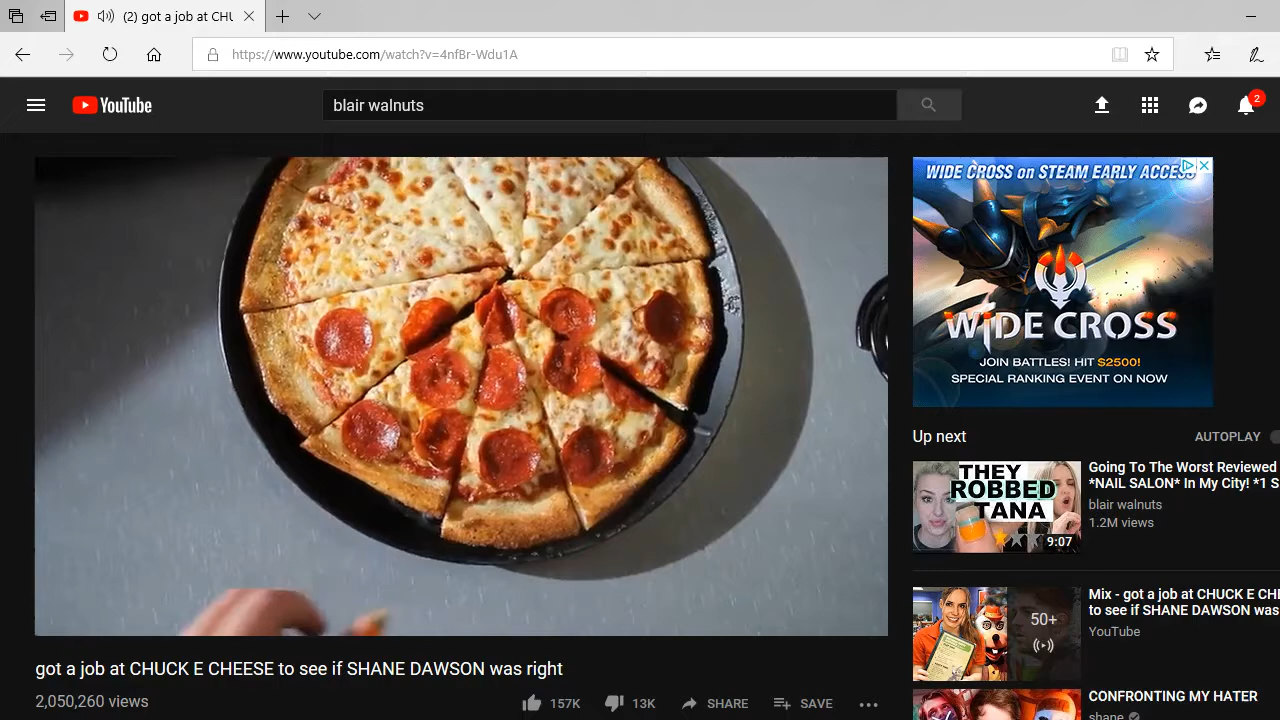 (2) got a job at CHU
https://www.youtube.com/watch?v=4nfBr-Wdu1A
YouTube
blair walnuts
2
WIDE CROSS on STEAM EARLY ACCESS
WIDE CROSS
JOIN BATTLES! HIT $2500!
SPECIAL RANKING EVENT ON NOW
Up next
AUTOPLAY
THEY
ROBBED
TANA
9:07
Going To The Worst Reviewed
*NAIL SALON* In My City! *1 S
blair walnuts
1.2M views
50+
Mix - got a job at CHUCK E CHE
to see if SHANE DAWSON was
YouTube
CONFRONTING MY HATER
shane
got a job at CHUCK E CHEESE to see if SHANE DAWSON was right
2,050,260 views
157K
13K
SHARE
SAVE